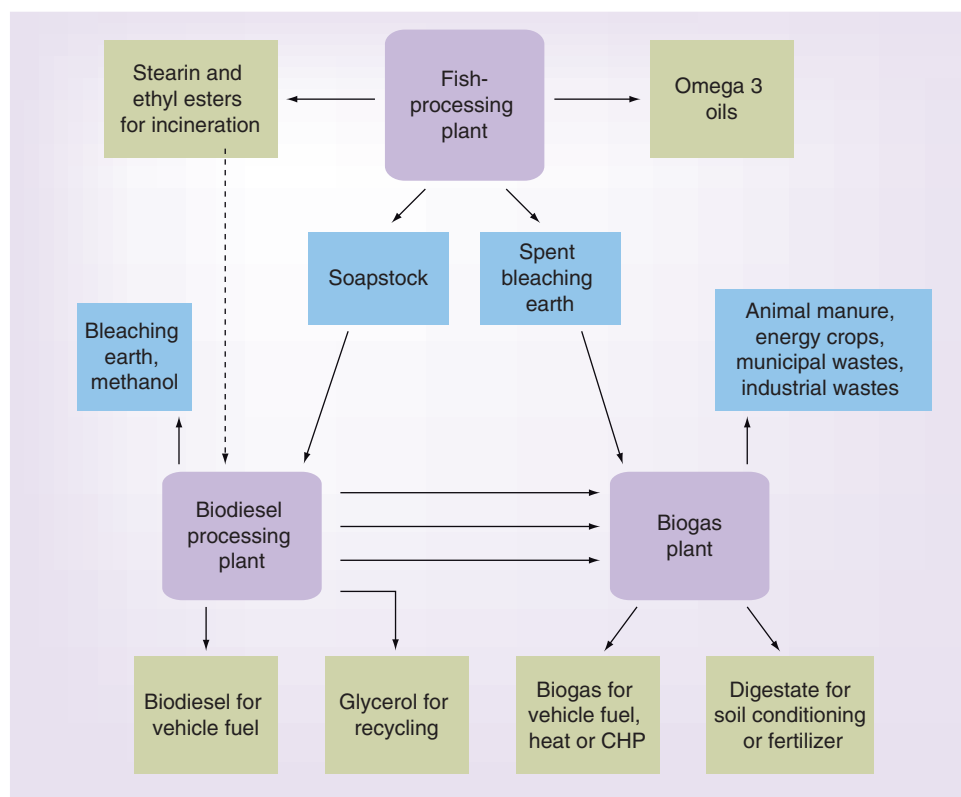 Stearin and
ethyl esters
for incineration
Fish-
processing
plant
Omega 3
oils
Soapstock
Spent
bleaching
earth
Bleaching
earth,
methanol
Animal manure,
energy crops,
municipal wastes,
industrial wastes
Biodiesel
processing
plant
Biogas
plant
Biodiesel for
vehicle fuel
Glycerol for
recycling
Biogas for
vehicle fuel,
heat or CHP
Digestate for
soil conditioning
or fertilizer